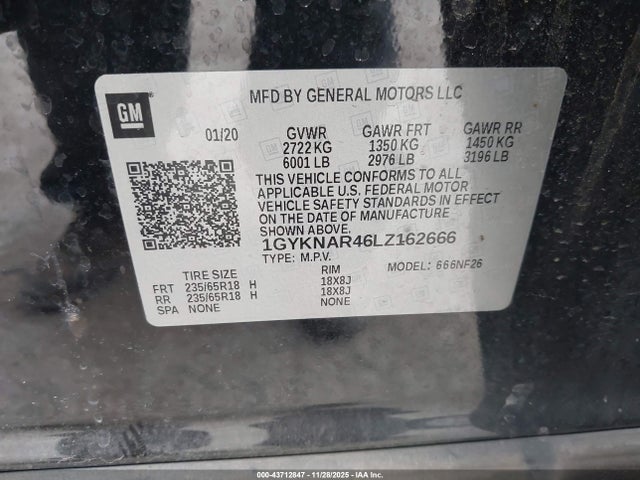 GM
MFD BY GENERAL MOTORS LLC
01/20 GVWR GAWR FRT GAWR RR
2722 KG 1350 KG 1450 KG
6001 LB 2976 LB 3196 LB
THIS VEHICLE CONFORMS TO ALL
APPLICABLE U.S. FEDERAL MOTOR
VEHICLE SAFETY STANDARDS IN
EFFECT ON THE DATE OF MANUFACTURE
SHOWN ABOVE.
1GYKNAR46LZ162666
TYPE: M.P.V. MODEL: 666NF26
TIRE SIZE RIM
FRT 235/65R18 H 18X8J
RR 235/65R18 H 18X8J
SPA NONE NONE
000-43712847 11/28/2025 IAAI.COM